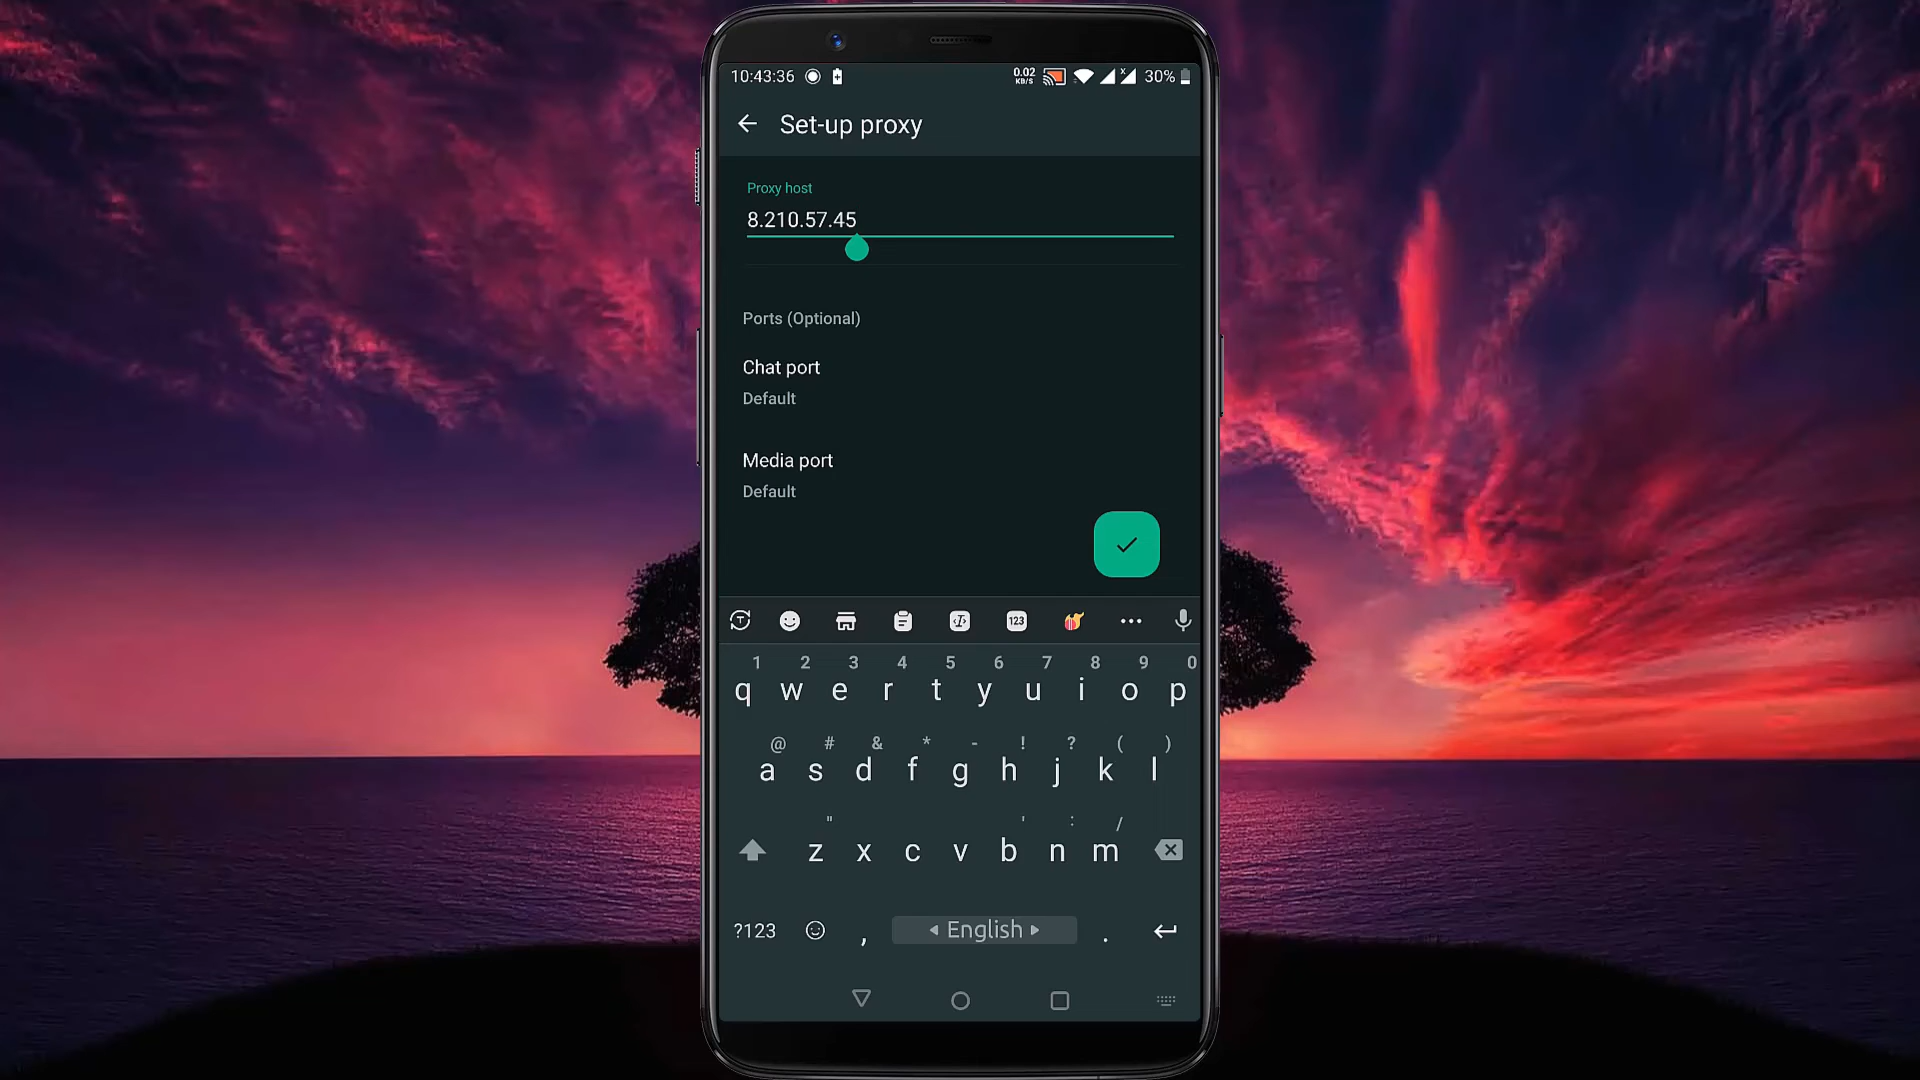 10:43:36 0.02 KB/S 30%
Set-up proxy
Proxy host
8.210.57.45
Ports (Optional)
Chat port
Default
Media port
Default
123
1 2 3 4 5 6 7 8 9 0
q w e r t y u i o p
@ # & * - ! ? ( )
a s d f g h j k l
" ' : /
z x c v b n m
?123 , English .